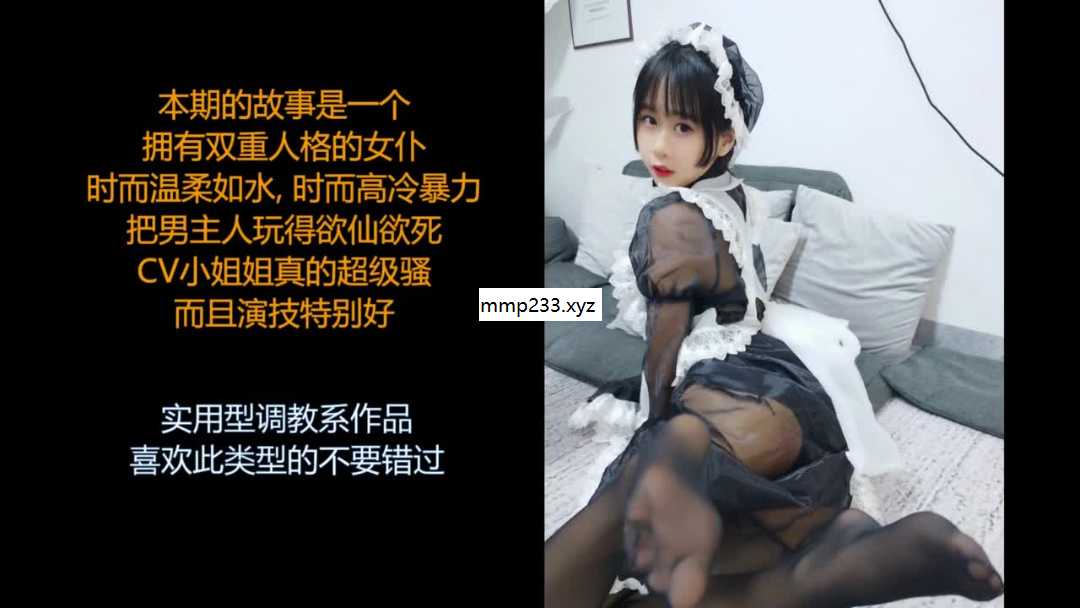 本期的故事是一个
拥有双重人格的女仆
时而温柔如水, 时而高冷暴力
把男主人玩得欲仙欲死
CV小姐姐真的超级骚
而且演技特别好
mmp233.xyz
实用型调教系作品
喜欢此类型的不要错过